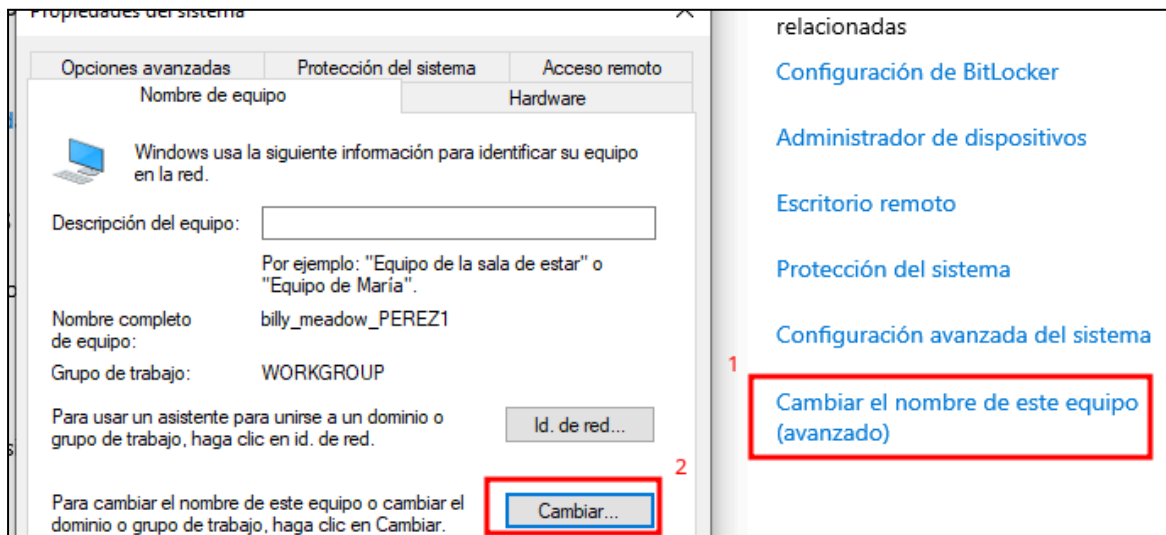 Propiedades del sistema
Opciones avanzadas
Protección del sistema
Acceso remoto
Nombre de equipo
Hardware
Windows usa la siguiente información para identificar su equipo
en la red.
Descripción del equipo:
Por ejemplo: "Equipo de la sala de estar" o
"Equipo de María".
Nombre completo
de equipo:
billy_meadow_PEREZ1
Grupo de trabajo:
WORKGROUP
Para usar un asistente para unirse a un dominio o
grupo de trabajo, haga clic en id. de red.
Id. de red...
2
Para cambiar el nombre de este equipo o cambiar el
dominio o grupo de trabajo, haga clic en Cambiar.
Cambiar...
relacionadas
Configuración de BitLocker
Administrador de dispositivos
Escritorio remoto
Protección del sistema
Configuración avanzada del sistema
1
Cambiar el nombre de este equipo
(avanzado)